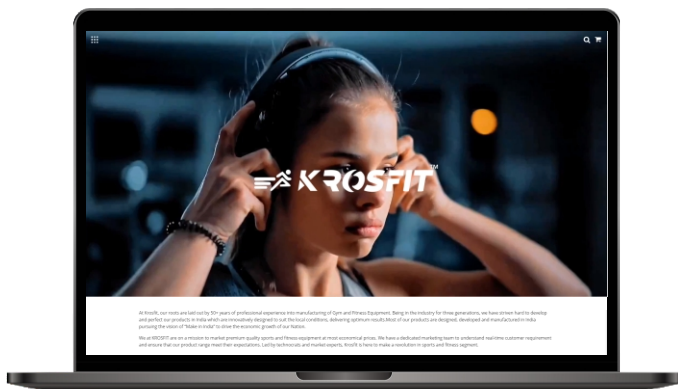 KROSFIT™
At Krosfit, our roots are laid out by 50+ years of professional experience into manufacturing of Gym and Fitness Equipment. Being in the industry for three generations, we have striven hard to develop
and perfect our products in India which are innovatively designed to suit the local conditions, delivering optimum results.Most of our products are designed, developed and manufactured in India
pursuing the vision of "Make in India" to drive the economic growth of our Nation.
We at KROSFIT are on a mission to market premium quality sports and fitness equipment at most economical prices. We have a dedicated marketing team to understand real-time customer requirement
and ensure that our product range meet their expectations. Led by technocrats and market experts, Krosfit is here to make a revolution in sports and fitness segment.